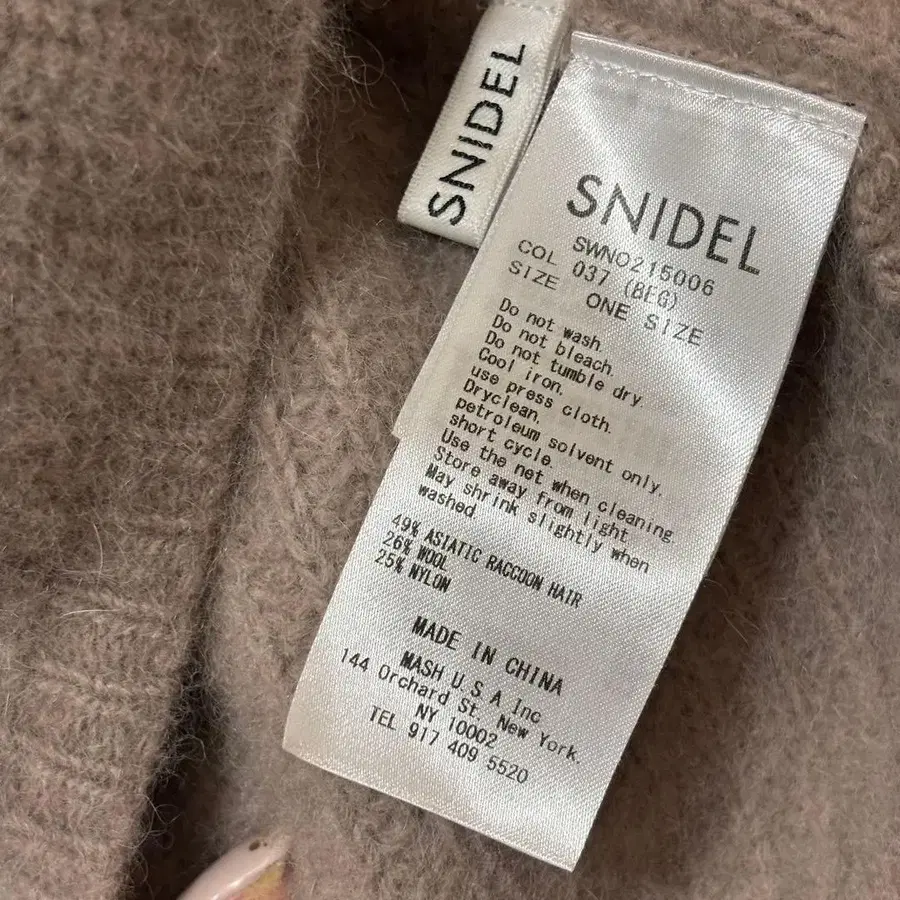 SNIDEL
SNIDEL
SWNO215006
COL 037 (BEG)
SIZE ONE SIZE
Do not wash.
Do not bleach.
Do not tumble dry.
Cool iron.
use press cloth.
Dryclean.
petroleum solvent only.
short cycle.
Use the net when cleaning.
Store away from light
May shrink slightly when
washed
49% ASIATIC RACCOON HAIR
26% WOOL
25% NYLON
MADE IN CHINA
MASH U.S.A Inc
144 Orchard St. New York.
NY 10002
TEL 917 409 5520